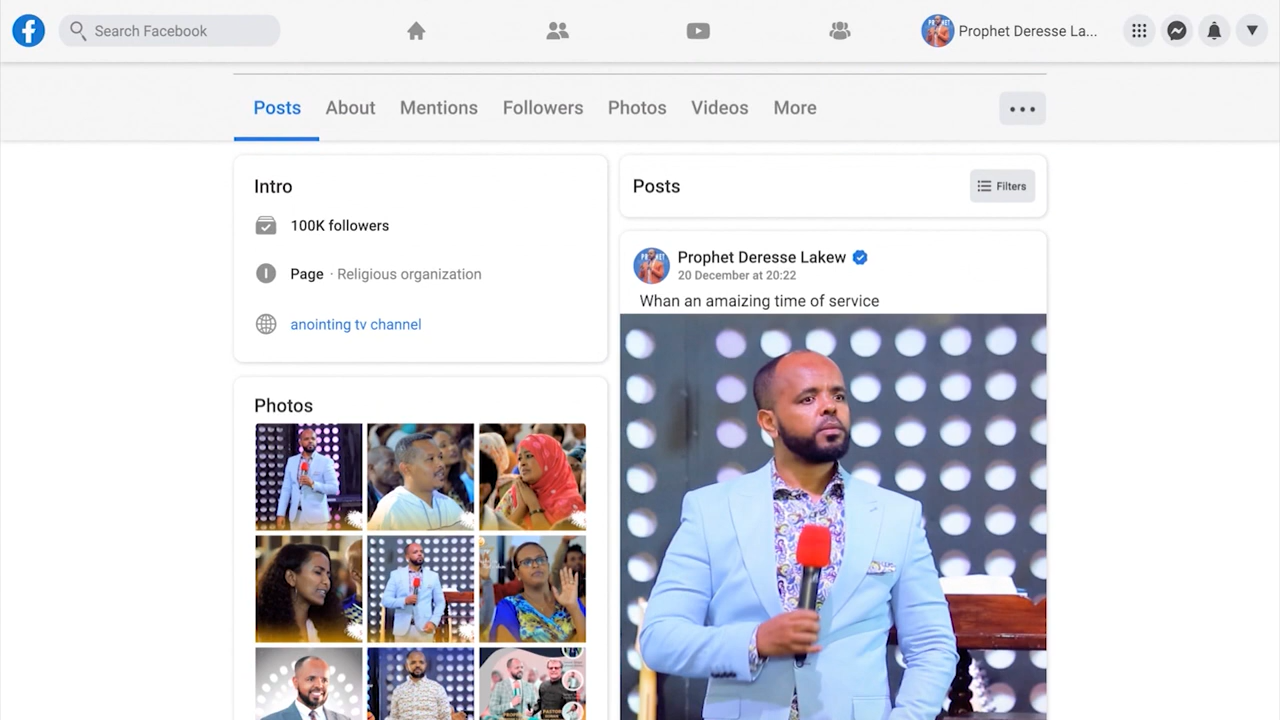 Search Facebook
Prophet Deresse La...
Posts
About
Mentions
Followers
Photos
Videos
More
Intro
100K followers
Page · Religious organization
anointing tv channel
Photos
Posts
Filters
Prophet Deresse Lakew
20 December at 20:22
Whan an amaizing time of service